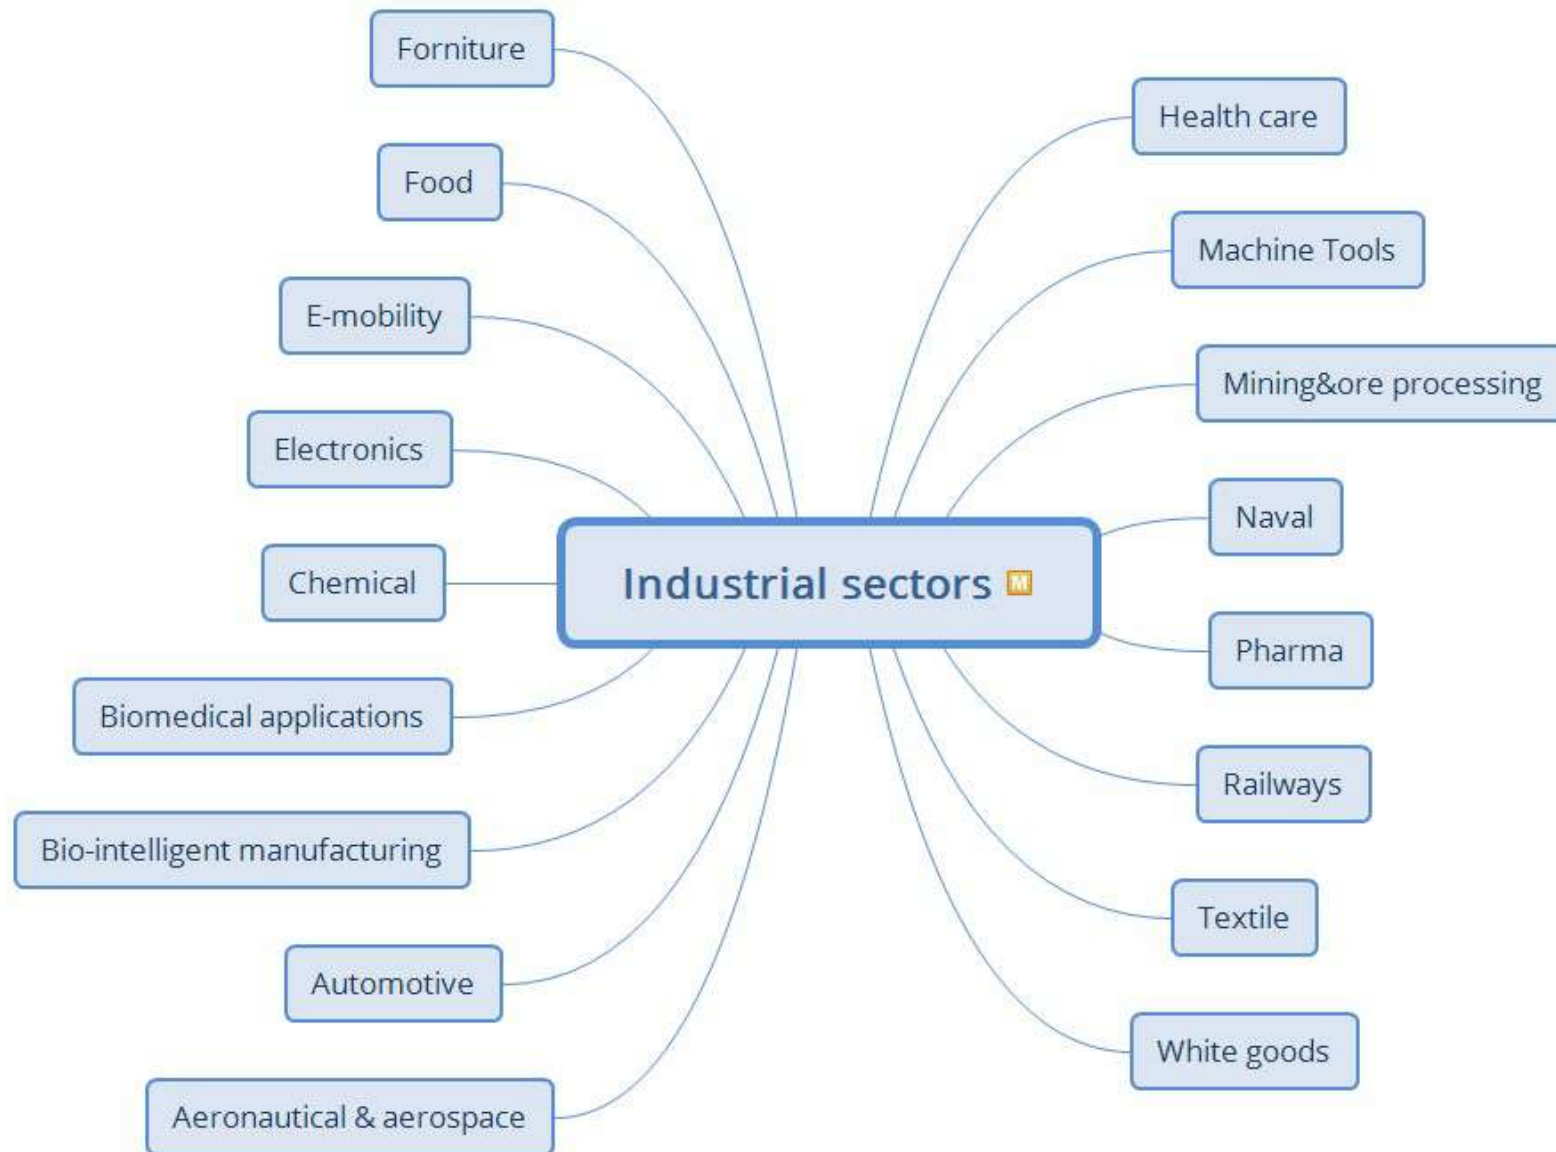 Forniture
Food
E-mobility
Electronics
Chemical
Biomedical applications
Bio-intelligent manufacturing
Automotive
Aeronautical & aerospace
Industrial sectors M
Health care
Machine Tools
Mining&ore processing
Naval
Pharma
Railways
Textile
White goods